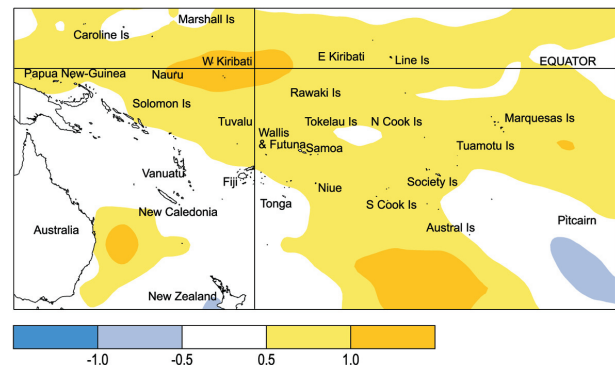 Marshall Is
Caroline Is
W Kiribati
E Kiribati
Line Is
EQUATOR
Papua New-Guinea
Nauru
Solomon Is
Rawaki Is
Tuvalu
Tokelau Is
N Cook Is
Marquesas Is
Wallis
& Futuna
Samoa
Tuamotu Is
Vanuatu
Fiji
Niue
Society Is
Tonga
S Cook Is
New Caledonia
Pitcairn
Australia
Austral Is
New Zealand
-1.0
-0.5
0.5
1.0